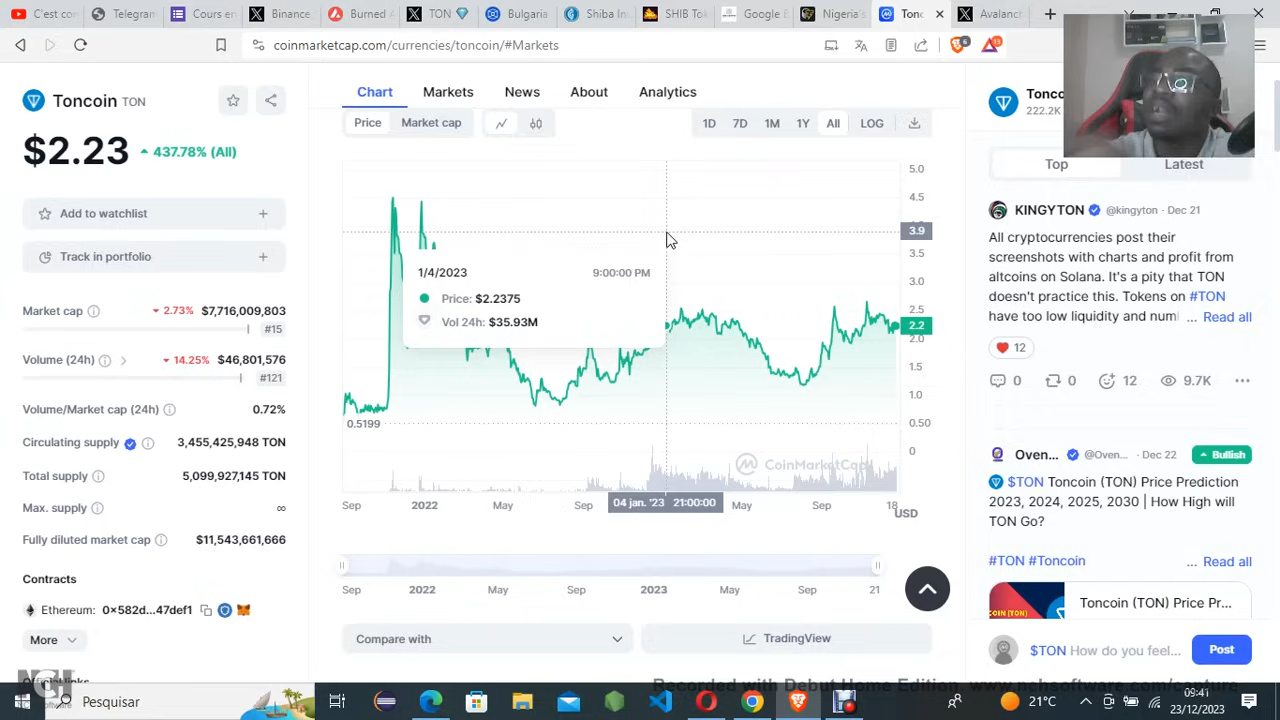 C'est con
Telegram
Cours en
Binance
Burned A
TON
Bulgaria
Shiba In
SHIB Tok
Google B
Nigeria's
Tonc
Avalanch
coinmarketcap.com/currencies/toncoin/#Markets
6
13
Toncoin TON
$2.23
437.78% (All)
Add to watchlist
Track in portfolio
Market cap
2.73%
$7,716,009,803
#15
Volume (24h)
14.25%
$46,801,576
#121
Volume/Market cap (24h)
0.72%
Circulating supply
3,455,425,948 TON
Total supply
5,099,927,145 TON
Max. supply
∞
Fully diluted market cap
$11,543,661,666
Contracts
Ethereum: 0x582d...47def1
More
Official links
Chart Markets News About Analytics
Price Market cap
1D 7D 1M 1Y All LOG
5.0
4.5
3.9
3.5
3.0
2.5
2.2
2.0
1.5
1.0
0.50
0
1/4/2023 9:00:00 PM
Price: $2.2375
Vol 24h: $35.93M
0.5199
CoinMarketCap
Sep 2022 May Sep 04 jan. '23 21:00:00 May Sep 18
USD
Sep 2022 May Sep 2023 May Sep 21
Compare with
TradingView
Tonco
222.2K
Top Latest
KINGYTON @kingyton · Dec 21
All cryptocurrencies post their
screenshots with charts and profit from
altcoins on Solana. It's a pity that TON
doesn't practice this. Tokens on #TON
have too low liquidity and num ... Read all
12
0 0 12 9.7K
Oven... @Oven... · Dec 22 Bullish
$TON Toncoin (TON) Price Prediction
2023, 2024, 2025, 2030 | How High will
TON Go?
#TON #Toncoin ... Read all
COIN (TON)
Toncoin (TON) Price Pr...
$TON How do you feel... Post
NCH
Recorded with Debut Home Edition. www.nchsoftware.com/capture
Pesquisar
21°C
09:41
23/12/2023